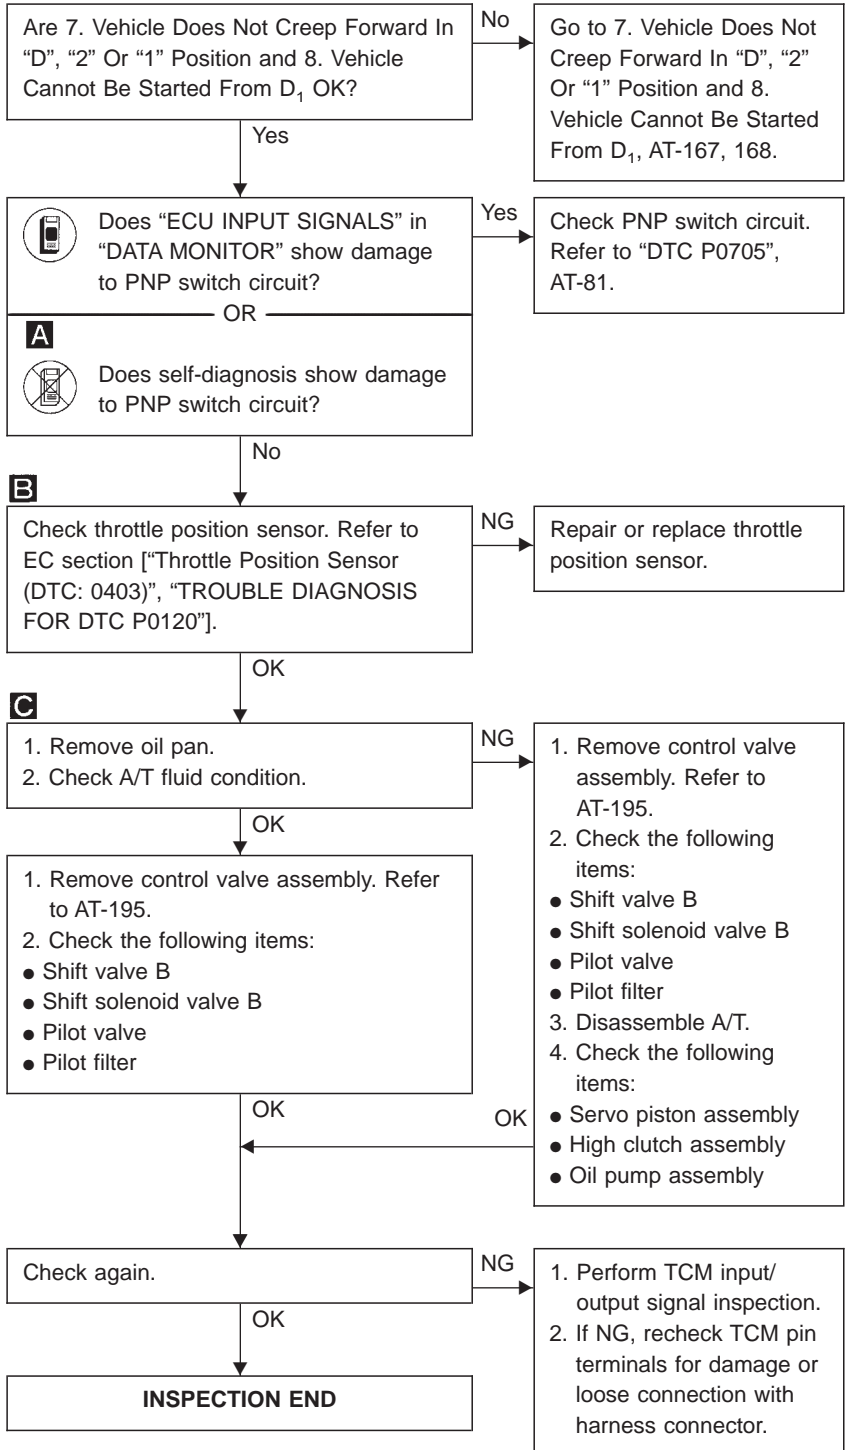 Are 7. Vehicle Does Not Creep Forward In
“D”, “2” Or “1” Position and 8. Vehicle
Cannot Be Started From D1 OK?
No
Go to 7. Vehicle Does Not
Creep Forward In “D”, “2”
Or “1” Position and 8.
Vehicle Cannot Be Started
From D1, AT-167, 168.
Yes
Does “ECU INPUT SIGNALS” in
“DATA MONITOR” show damage
to PNP switch circuit?
Yes
Check PNP switch circuit.
Refer to “DTC P0705”,
AT-81.
OR
A
Does self-diagnosis show damage
to PNP switch circuit?
No
B
Check throttle position sensor. Refer to
EC section [“Throttle Position Sensor
(DTC: 0403)”, “TROUBLE DIAGNOSIS
FOR DTC P0120”].
NG
Repair or replace throttle
position sensor.
OK
C
1. Remove oil pan.
2. Check A/T fluid condition.
NG
1. Remove control valve
assembly. Refer to
AT-195.
2. Check the following
items:
● Shift valve B
● Shift solenoid valve B
● Pilot valve
● Pilot filter
3. Disassemble A/T.
4. Check the following
items:
● Servo piston assembly
● High clutch assembly
● Oil pump assembly
OK
1. Remove control valve assembly. Refer
to AT-195.
2. Check the following items:
● Shift valve B
● Shift solenoid valve B
● Pilot valve
● Pilot filter
OK
OK
Check again.
NG
1. Perform TCM input/
output signal inspection.
2. If NG, recheck TCM pin
terminals for damage or
loose connection with
harness connector.
OK
INSPECTION END